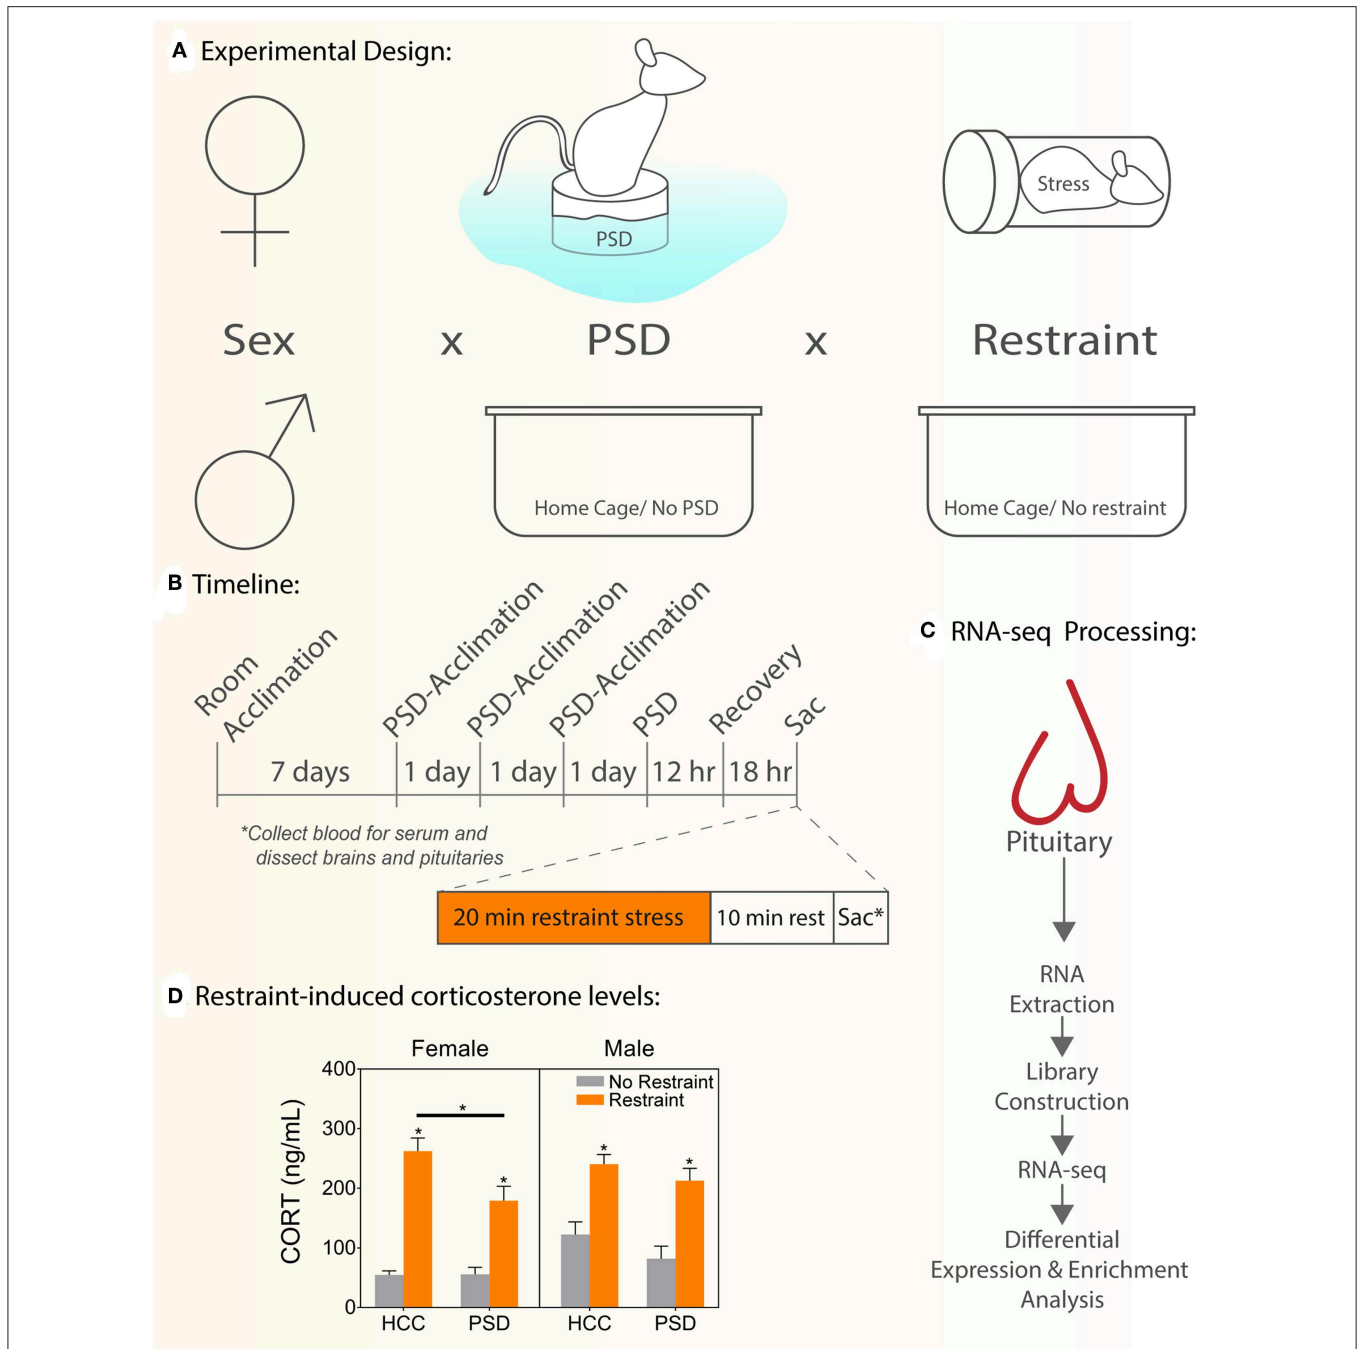 A Experimental Design:
PSD
Stress
Sex x PSD x Restraint
Home Cage/ No PSD
Home Cage/ No restraint
B Timeline:
Room
Acclimation
PSD-Acclimation
PSD-Acclimation
PSD-Acclimation
PSD
Recovery
Sac
7 days 1 day 1 day 1 day 12 hr 18 hr
*Collect blood for serum and
dissect brains and pituitaries
20 min restraint stress 10 min rest Sac*
C RNA-seq Processing:
Pituitary
RNA
Extraction
Library
Construction
RNA-seq
Differential
Expression & Enrichment
Analysis
D Restraint-induced corticosterone levels:
Female Male
No Restraint
Restraint
CORT (ng/mL)
400
300
200
100
0
*
*
*
*
*
HCC PSD HCC PSD